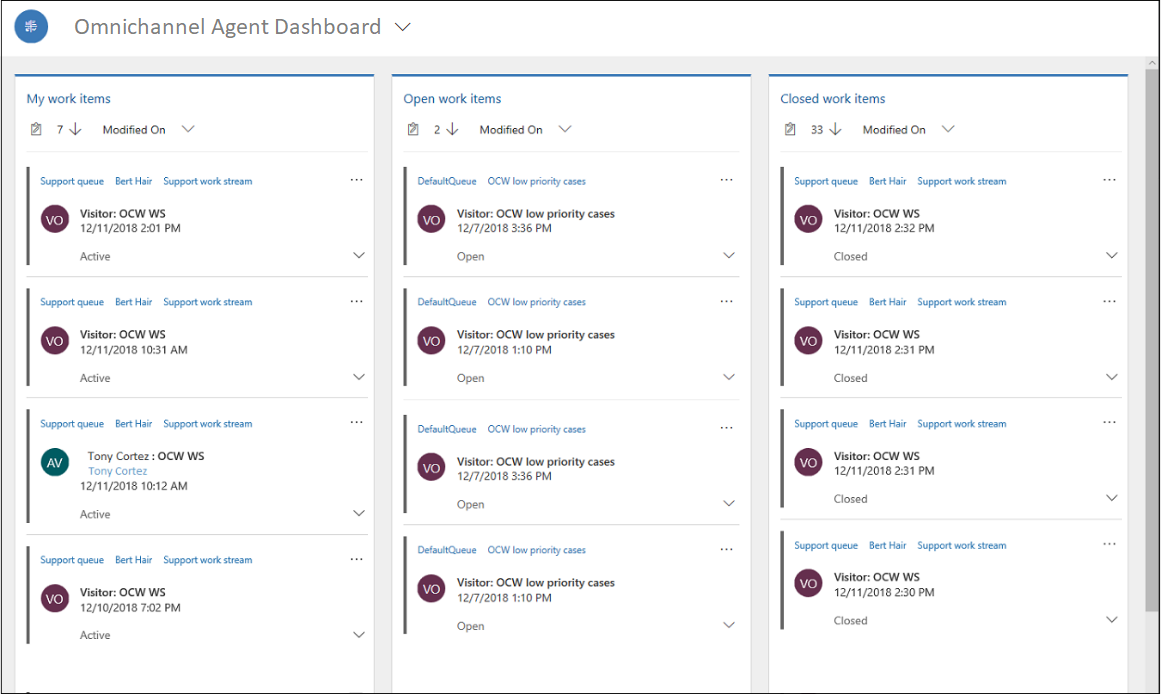 Omnichannel Agent Dashboard
My work items
7 Modified On
Support queue Bert Hair Support work stream ...
VO
Visitor: OCW WS
12/11/2018 2:01 PM
Active
Support queue Bert Hair Support work stream ...
VO
Visitor: OCW WS
12/11/2018 10:31 AM
Active
Support queue Bert Hair Support work stream ...
AV
Tony Cortez : OCW WS
Tony Cortez
12/11/2018 10:12 AM
Active
Support queue Bert Hair Support work stream ...
VO
Visitor: OCW WS
12/10/2018 7:02 PM
Active
Open work items
2 Modified On
DefaultQueue OCW low priority cases ...
VO
Visitor: OCW low priority cases
12/7/2018 3:36 PM
Open
DefaultQueue OCW low priority cases ...
VO
Visitor: OCW low priority cases
12/7/2018 1:10 PM
Open
DefaultQueue OCW low priority cases ...
VO
Visitor: OCW low priority cases
12/7/2018 3:36 PM
Open
DefaultQueue OCW low priority cases ...
VO
Visitor: OCW low priority cases
12/7/2018 1:10 PM
Open
Closed work items
33 Modified On
Support queue Bert Hair Support work stream ...
VO
Visitor: OCW WS
12/11/2018 2:32 PM
Closed
Support queue Bert Hair Support work stream ...
VO
Visitor: OCW WS
12/11/2018 2:31 PM
Closed
Support queue Bert Hair Support work stream ...
VO
Visitor: OCW WS
12/11/2018 2:31 PM
Closed
Support queue Bert Hair Support work stream ...
VO
Visitor: OCW WS
12/11/2018 2:30 PM
Closed